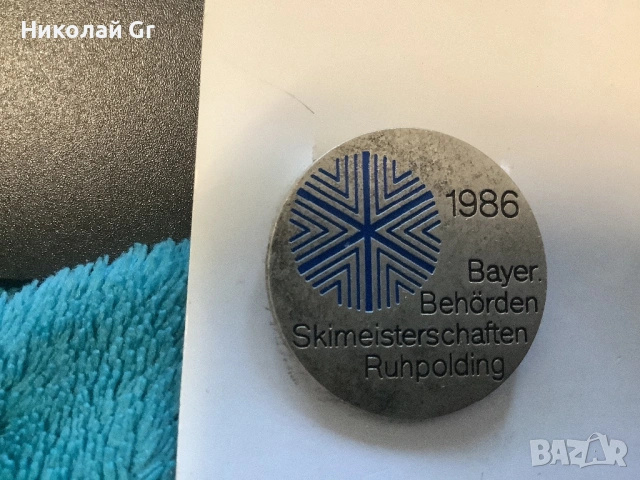 Николай Gr
1986
Bayer.
Behörden
Skimeisterschaften
Ruhpolding
BAZAR